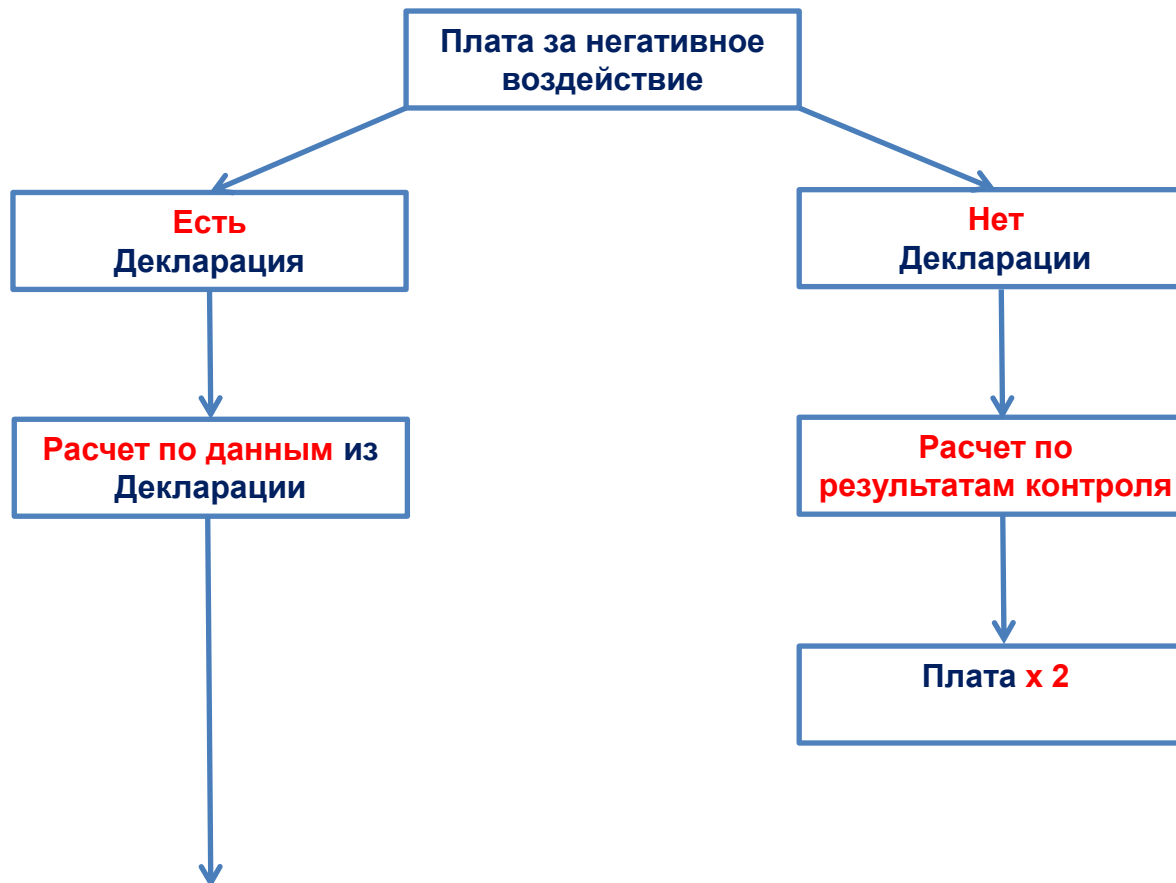 Плата за негативное
воздействие
Есть
Декларация
Нет
Декларации
Расчет по данным из
Декларации
Расчет по
результатам контроля
Плата х 2